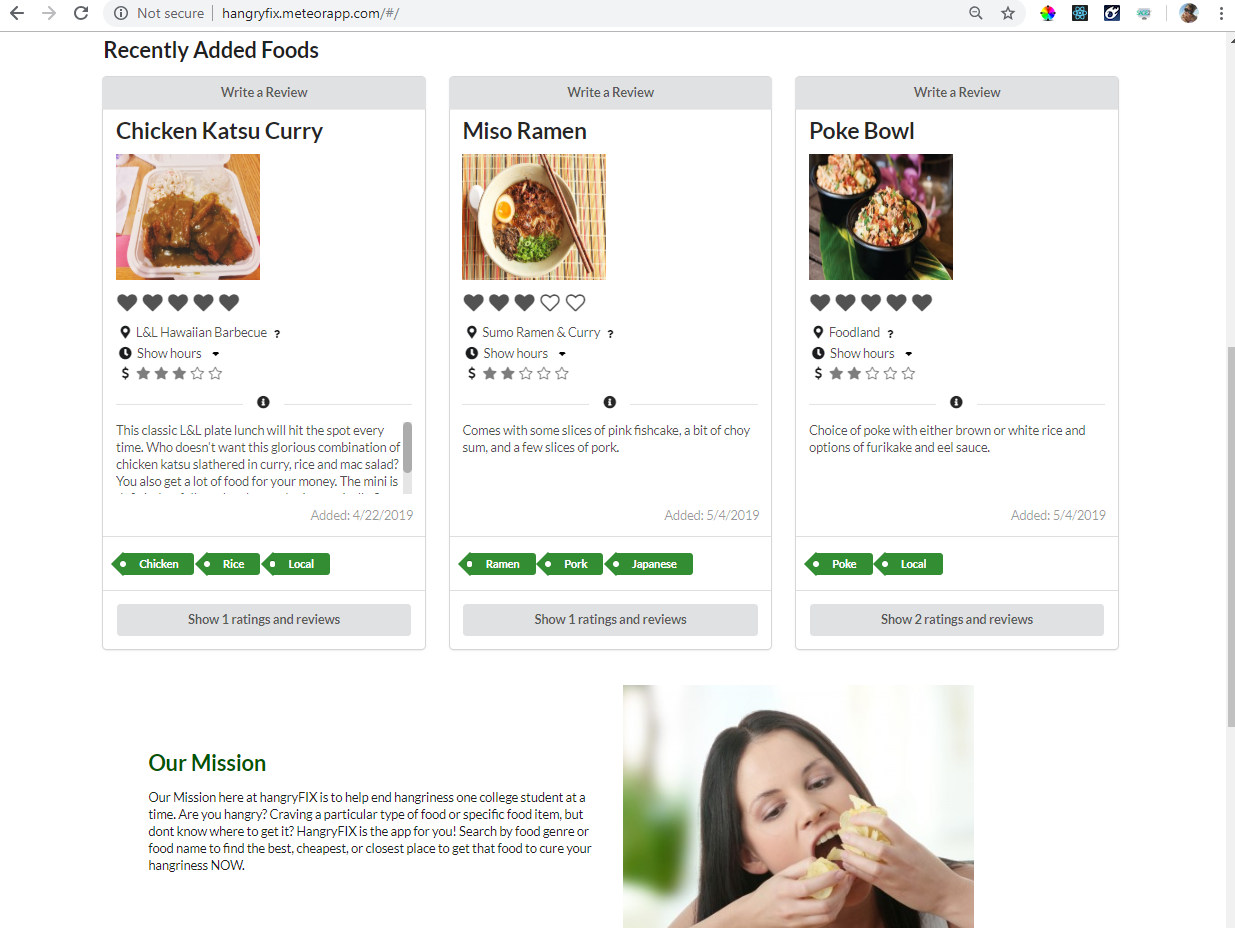 Not secure | hangryfix.meteorapp.com/#/
Recently Added Foods
Write a Review
Chicken Katsu Curry
L&L Hawaiian Barbecue ?
Show hours
$
This classic L&L plate lunch will hit the spot every
time. Who doesn't want this glorious combination of
chicken katsu slathered in curry, rice and mac salad?
You also get a lot of food for your money. The mini is
Added: 4/22/2019
Chicken Rice Local
Show 1 ratings and reviews
Write a Review
Miso Ramen
Sumo Ramen & Curry ?
Show hours
$
Comes with some slices of pink fishcake, a bit of choy
sum, and a few slices of pork.
Added: 5/4/2019
Ramen Pork Japanese
Show 1 ratings and reviews
Write a Review
Poke Bowl
Foodland ?
Show hours
$
Choice of poke with either brown or white rice and
options of furikake and eel sauce.
Added: 5/4/2019
Poke Local
Show 2 ratings and reviews
Our Mission
Our Mission here at hangryFIX is to help end hangriness one college student at a
time. Are you hangry? Craving a particular type of food or specific food item, but
dont know where to get it? HangryFIX is the app for you! Search by food genre or
food name to find the best, cheapest, or closest place to get that food to cure your
hangriness NOW.